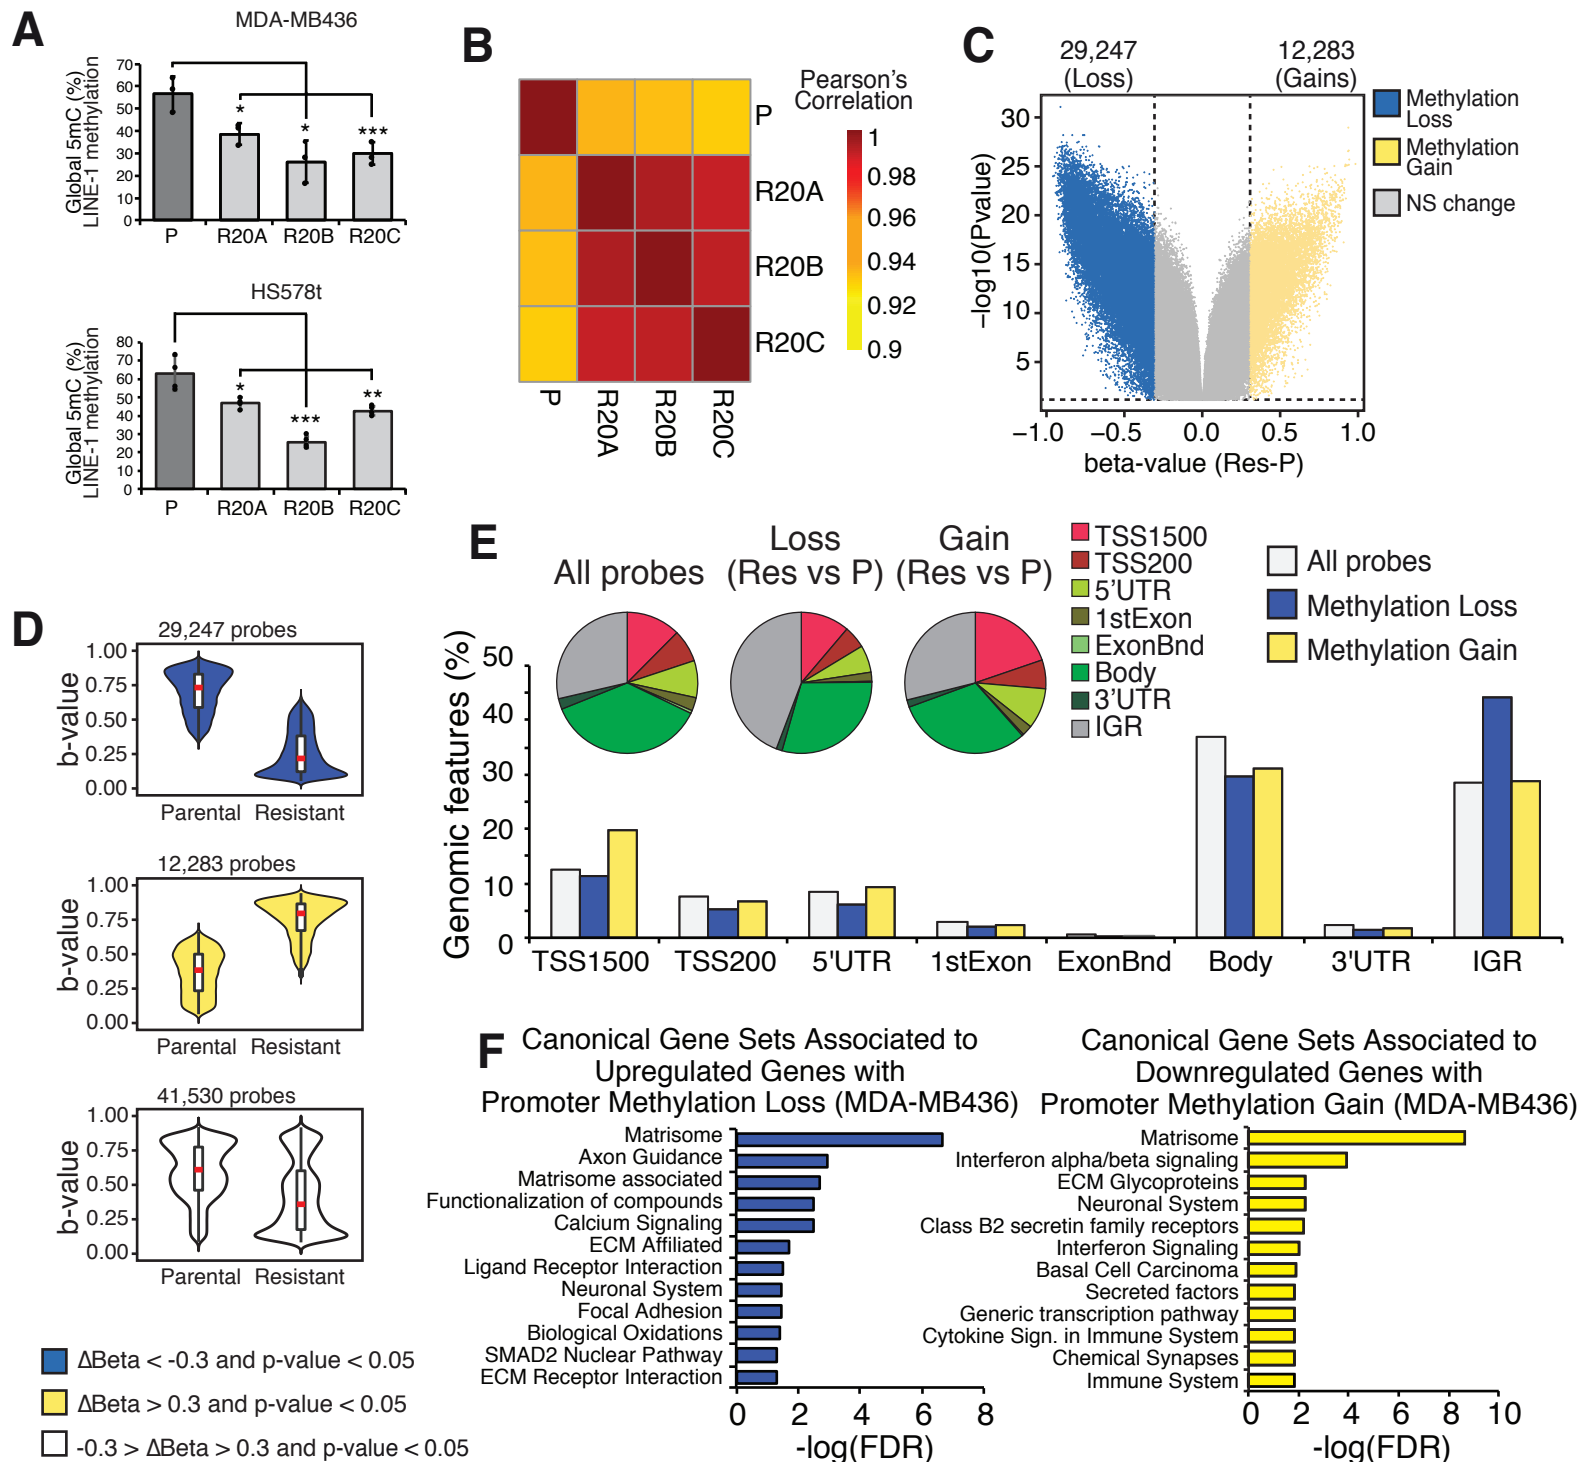 A
MDA-MB436
Global 5mC (%)
LINE-1 methylation
70
60
50
40
30
20
10
0
*
*
***
P R20A R20B R20C
HS578t
Global 5mC (%)
LINE-1 methylation
80
70
60
50
40
30
20
10
0
*
***
**
P R20A R20B R20C
B
P
R20A
R20B
R20C
P R20A R20B R20C
Pearson's
Correlation
1
0.98
0.96
0.94
0.92
0.9
C
29,247
(Loss)
12,283
(Gains)
−log10(Pvalue)
30
25
20
15
10
5
−1.0 −0.5 0.0 0.5 1.0
beta-value (Res-P)
Methylation
Loss
Methylation
Gain
NS change
D
29,247 probes
b-value
1.00
0.75
0.50
0.25
0.00
Parental Resistant
12,283 probes
b-value
1.00
0.75
0.50
0.25
0.00
Parental Resistant
41,530 probes
b-value
1.00
0.75
0.50
0.25
0.00
Parental Resistant
ΔBeta < -0.3 and p-value < 0.05
ΔBeta > 0.3 and p-value < 0.05
-0.3 > ΔBeta > 0.3 and p-value < 0.05
E
All probes
Loss
(Res vs P)
Gain
(Res vs P)
TSS1500
TSS200
5'UTR
1stExon
ExonBnd
Body
3'UTR
IGR
All probes
Methylation Loss
Methylation Gain
Genomic features (%)
50
40
30
20
10
0
TSS1500 TSS200 5'UTR 1stExon ExonBnd Body 3'UTR IGR
F
Canonical Gene Sets Associated to
Upregulated Genes with
Promoter Methylation Loss (MDA-MB436)
Matrisome
Axon Guidance
Matrisome associated
Functionalization of compounds
Calcium Signaling
ECM Affiliated
Ligand Receptor Interaction
Neuronal System
Focal Adhesion
Biological Oxidations
SMAD2 Nuclear Pathway
ECM Receptor Interaction
0 2 4 6 8
-log(FDR)
Canonical Gene Sets Associated to
Downregulated Genes with
Promoter Methylation Gain (MDA-MB436)
Matrisome
Interferon alpha/beta signaling
ECM Glycoproteins
Neuronal System
Class B2 secretin family receptors
Interferon Signaling
Basal Cell Carcinoma
Secreted factors
Generic transcription pathway
Cytokine Sign. in Immune System
Chemical Synapses
Immune System
0 2 4 6 8 10
-log(FDR)